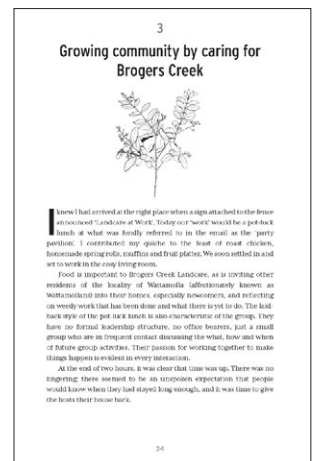 3
Growing community by caring for
Brogers Creek
I knew I had arrived at the right place when a sign attached to the fence
announced ‘Landcare at Work’. Today our ‘work’ would be a pot-luck
lunch at what was fondly referred to in the email as the ‘party
pavilion’. I contributed my quiche to the feast of roast chicken,
homemade spring rolls, muffins and fruit platter. We soon settled in and
set to work in the cosy living room.
Food is important to Brogers Creek Landcare, as is inviting other
residents of the locality of Wattamolla (affectionately known as
Wattamollans) into their homes, especially newcomers, and reflecting
on weedy work that has been done and what there is yet to do. The laid-
back style of the pot-luck lunch is also characteristic of the group. They
have no formal leadership structure, no office bearers, just a small
group who are in frequent contact discussing the what, how and when
of future group activities. Their passion for working together to make
things happen is evident in every interaction.
At the end of two hours, it was clear that time was up. There was no
lingering; there seemed to be an unspoken expectation that people
would know when they had stayed long enough, and it was time to give
the hosts their house back.
34